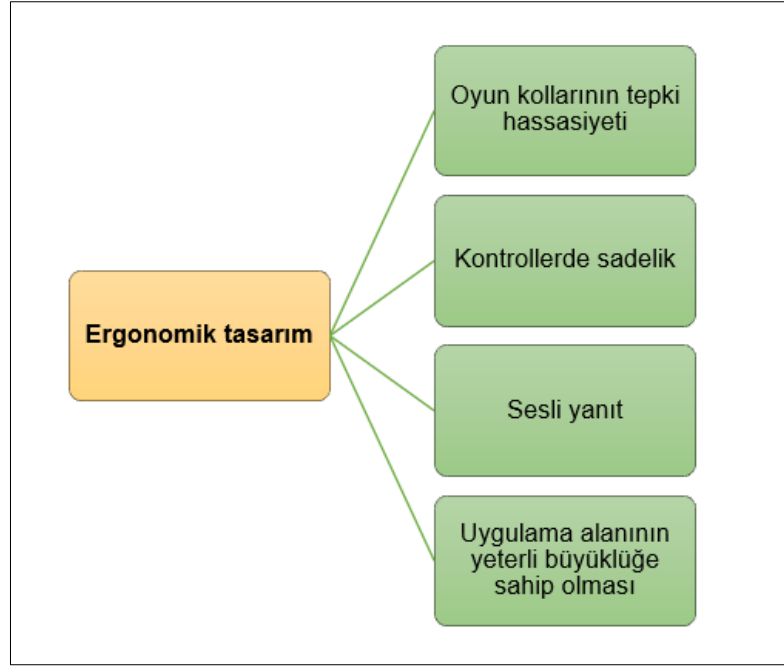 Oyun kollarının tepki
hassasiyeti
Kontrollerde sadelik
Ergonomik tasarım
Sesli yanıt
Uygulama alanının
yeterli büyüklüğe
sahip olması